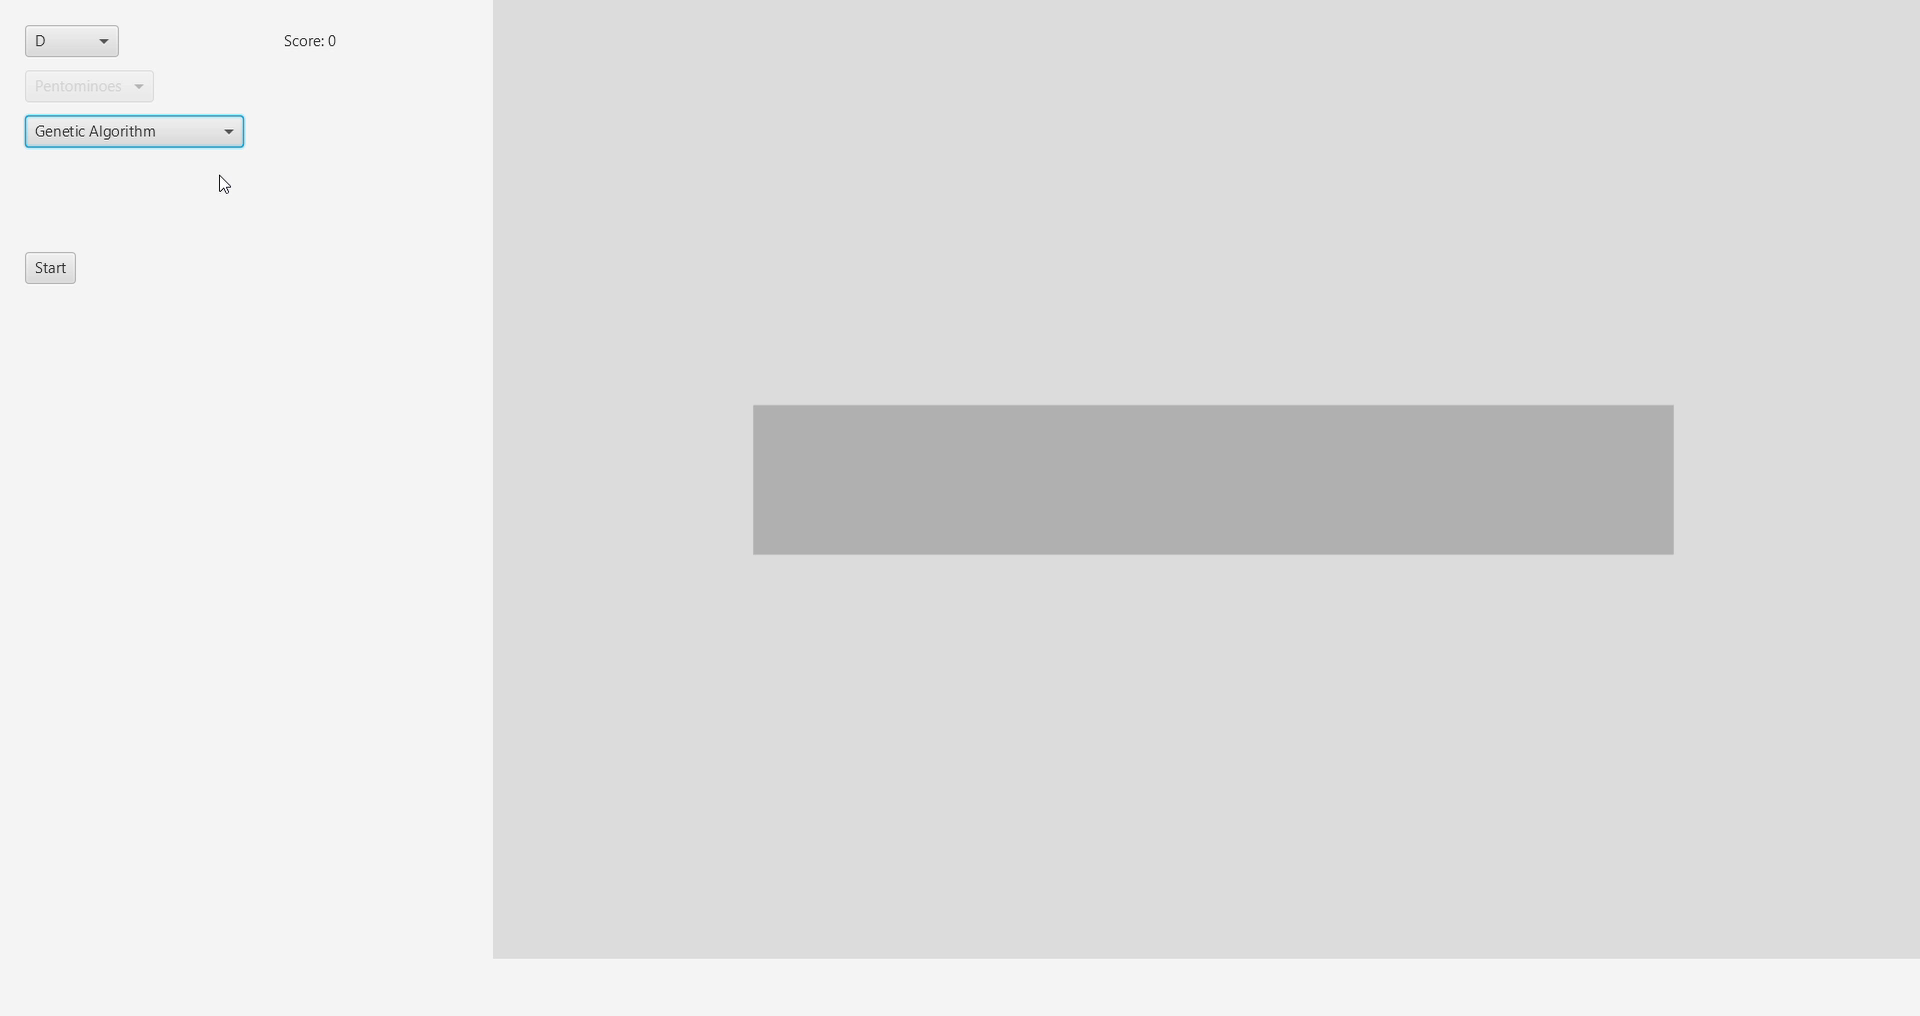 D
Score: 0
Pentominoes
Genetic Algorithm
Start